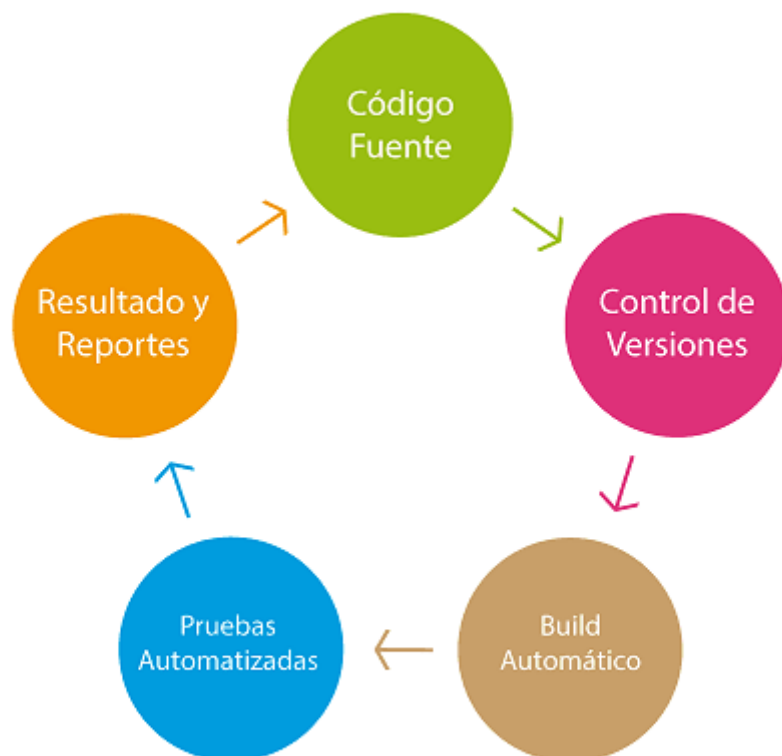 Código
Fuente
Control de
Versiones
Build
Automático
Pruebas
Automatizadas
Resultado y
Reportes